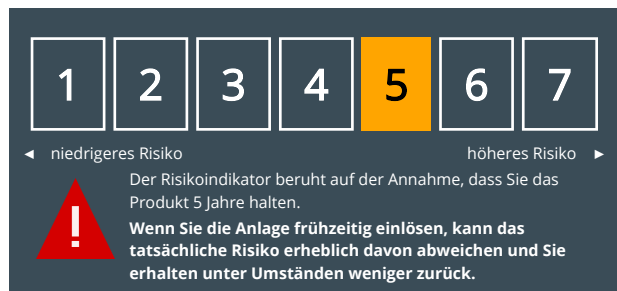 1 2 3 4 5 6 7
◄ niedrigeres Risiko höheres Risiko ►
Der Risikoindikator beruht auf der Annahme, dass Sie das
Produkt 5 Jahre halten.
!
Wenn Sie die Anlage frühzeitig einlösen, kann das
tatsächliche Risiko erheblich davon abweichen und Sie
erhalten unter Umständen weniger zurück.